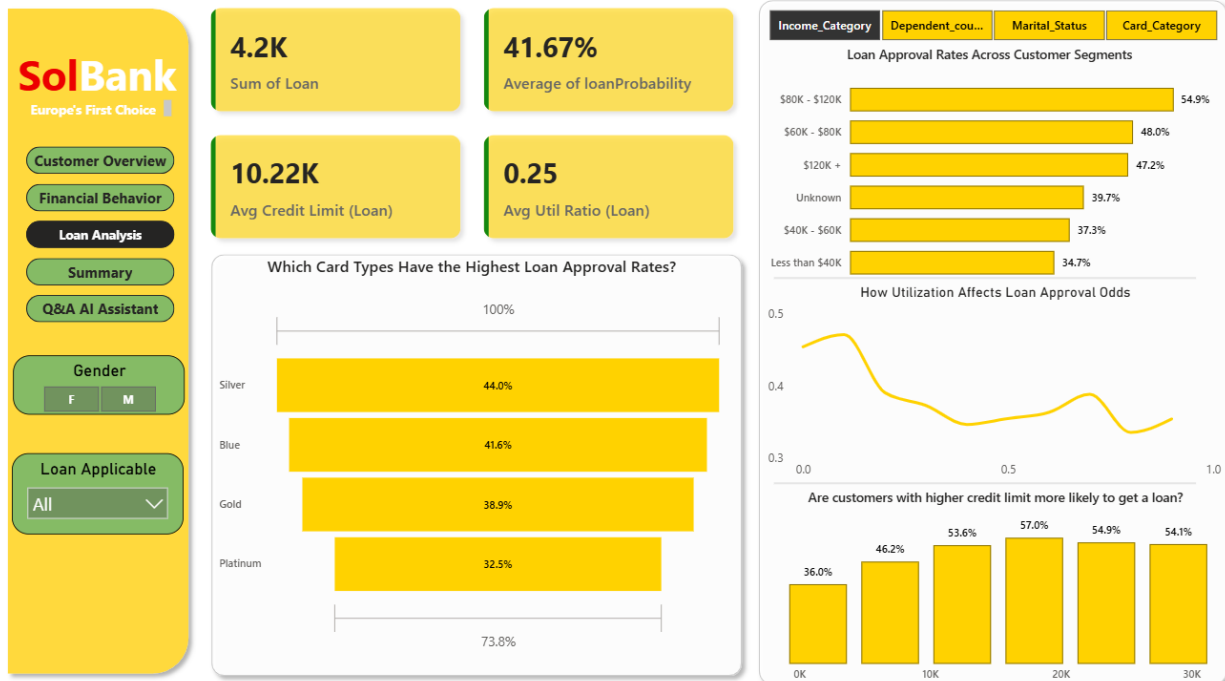 SolBank
Europe's First Choice
Customer Overview
Financial Behavior
Loan Analysis
Summary
Q&A AI Assistant
Gender
F M
Loan Applicable
All
4.2K
Sum of Loan
41.67%
Average of loanProbability
10.22K
Avg Credit Limit (Loan)
0.25
Avg Util Ratio (Loan)
Which Card Types Have the Highest Loan Approval Rates?
100%
Silver 44.0%
Blue 41.6%
Gold 38.9%
Platinum 32.5%
73.8%
Income_Category Dependent_cou... Marital_Status Card_Category
Loan Approval Rates Across Customer Segments
$80K - $120K 54.9%
$60K - $80K 48.0%
$120K + 47.2%
Unknown 39.7%
$40K - $60K 37.3%
Less than $40K 34.7%
How Utilization Affects Loan Approval Odds
0.5
0.4
0.3
0.0 0.5 1.0
Are customers with higher credit limit more likely to get a loan?
36.0% 46.2% 53.6% 57.0% 54.9% 54.1%
0K 10K 20K 30K